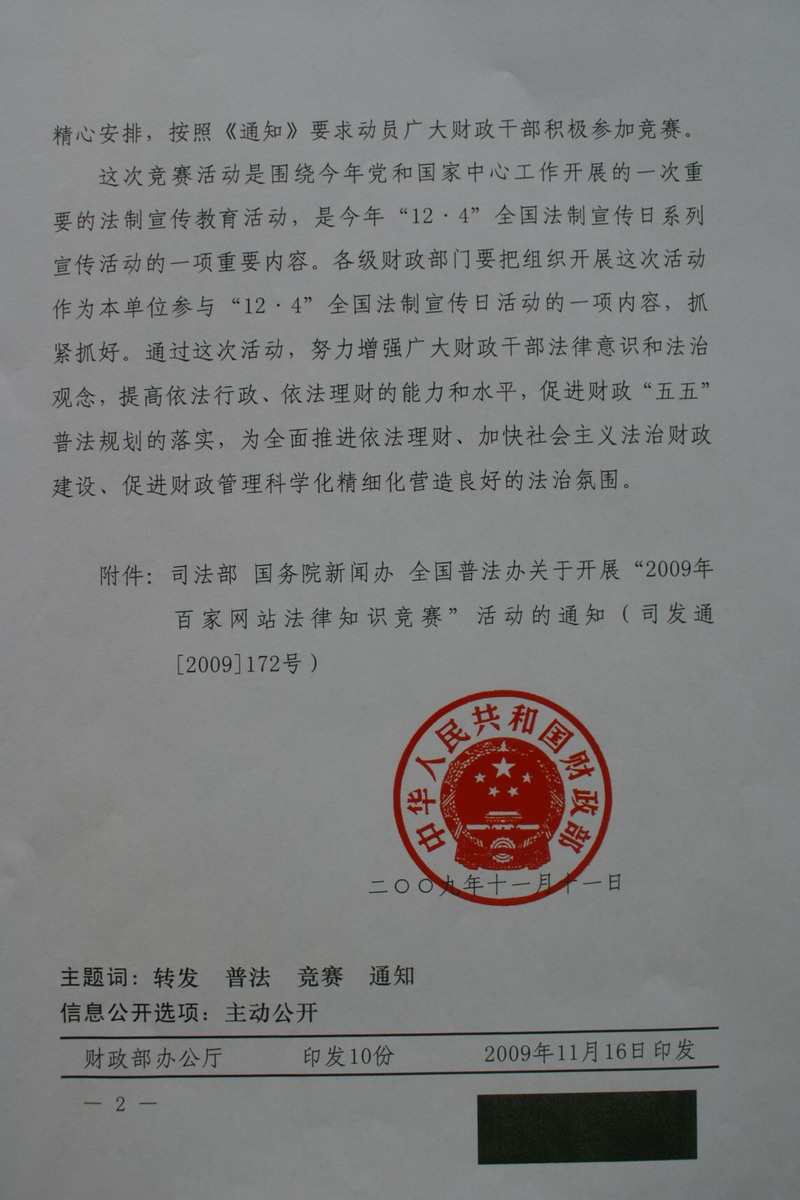 精心安排，按照《通知》要求动员广大财政干部积极参加竞赛。
这次竞赛活动是围绕今年党和国家中心工作开展的一次重
要的法制宣传教育活动，是今年“12·4”全国法制宣传日系列
宣传活动的一项重要内容。各级财政部门要把组织开展这次活动
作为本单位参与“12·4”全国法制宣传日活动的一项内容，抓
紧抓好。通过这次活动，努力增强广大财政干部法律意识和法治
观念，提高依法行政、依法理财的能力和水平，促进财政“五五”
普法规划的落实，为全面推进依法理财、加快社会主义法治财政
建设、促进财政管理科学化精细化营造良好的法治氛围。
附件：司法部 国务院新闻办 全国普法办关于开展“2009年
百家网站法律知识竞赛”活动的通知（司发通
[2009]172号）
中华人民共和国财政部
二〇〇九年十一月十一日
主题词：转发 普法 竞赛 通知
信息公开选项：主动公开
财政部办公厅 印发10份 2009年11月16日印发
— 2 —